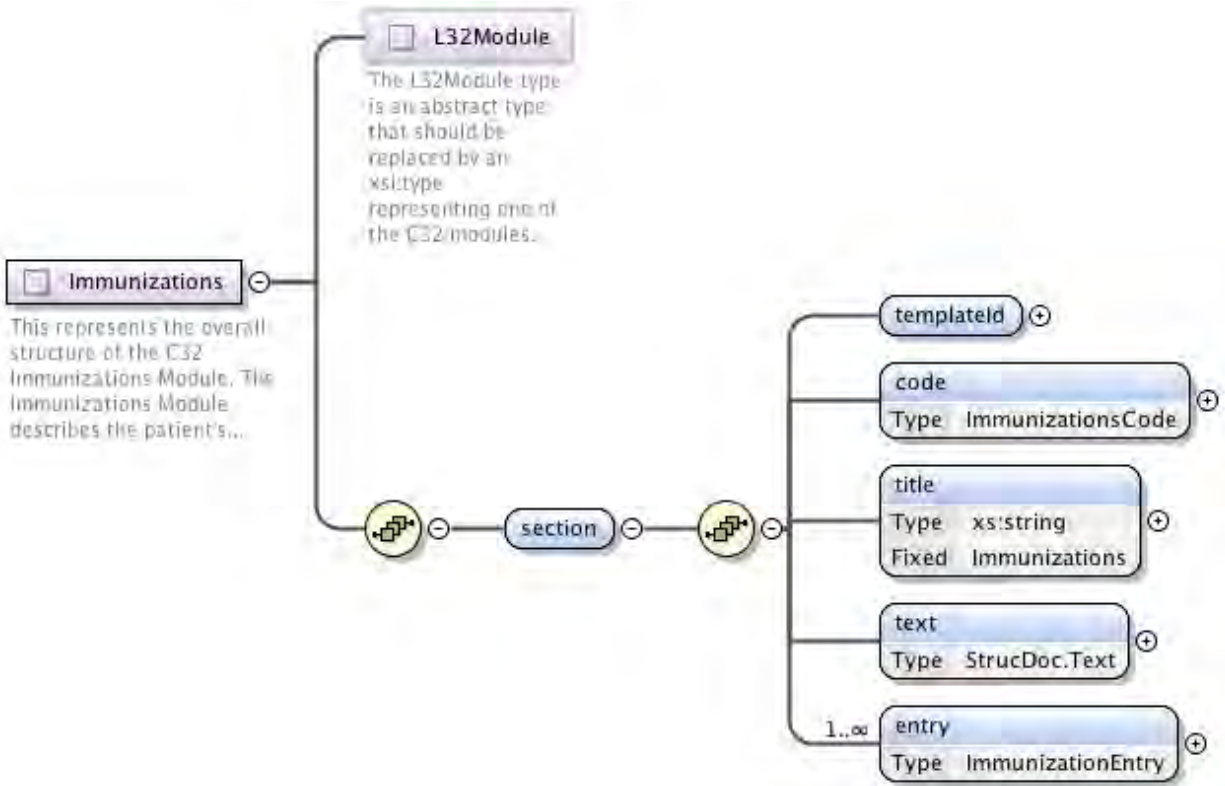 L32Module
The L32Module type
is an abstract type
that should be
replaced by an
xsi:type
representing one of
the C32 modules.
Immunizations
This represents the overall
structure of the C32
Immunizations Module. The
Immunizations Module
describes the patient's...
section
templateId
code
Type ImmunizationsCode
title
Type xs:string
Fixed Immunizations
text
Type StrucDoc.Text
1..∞
entry
Type ImmunizationEntry